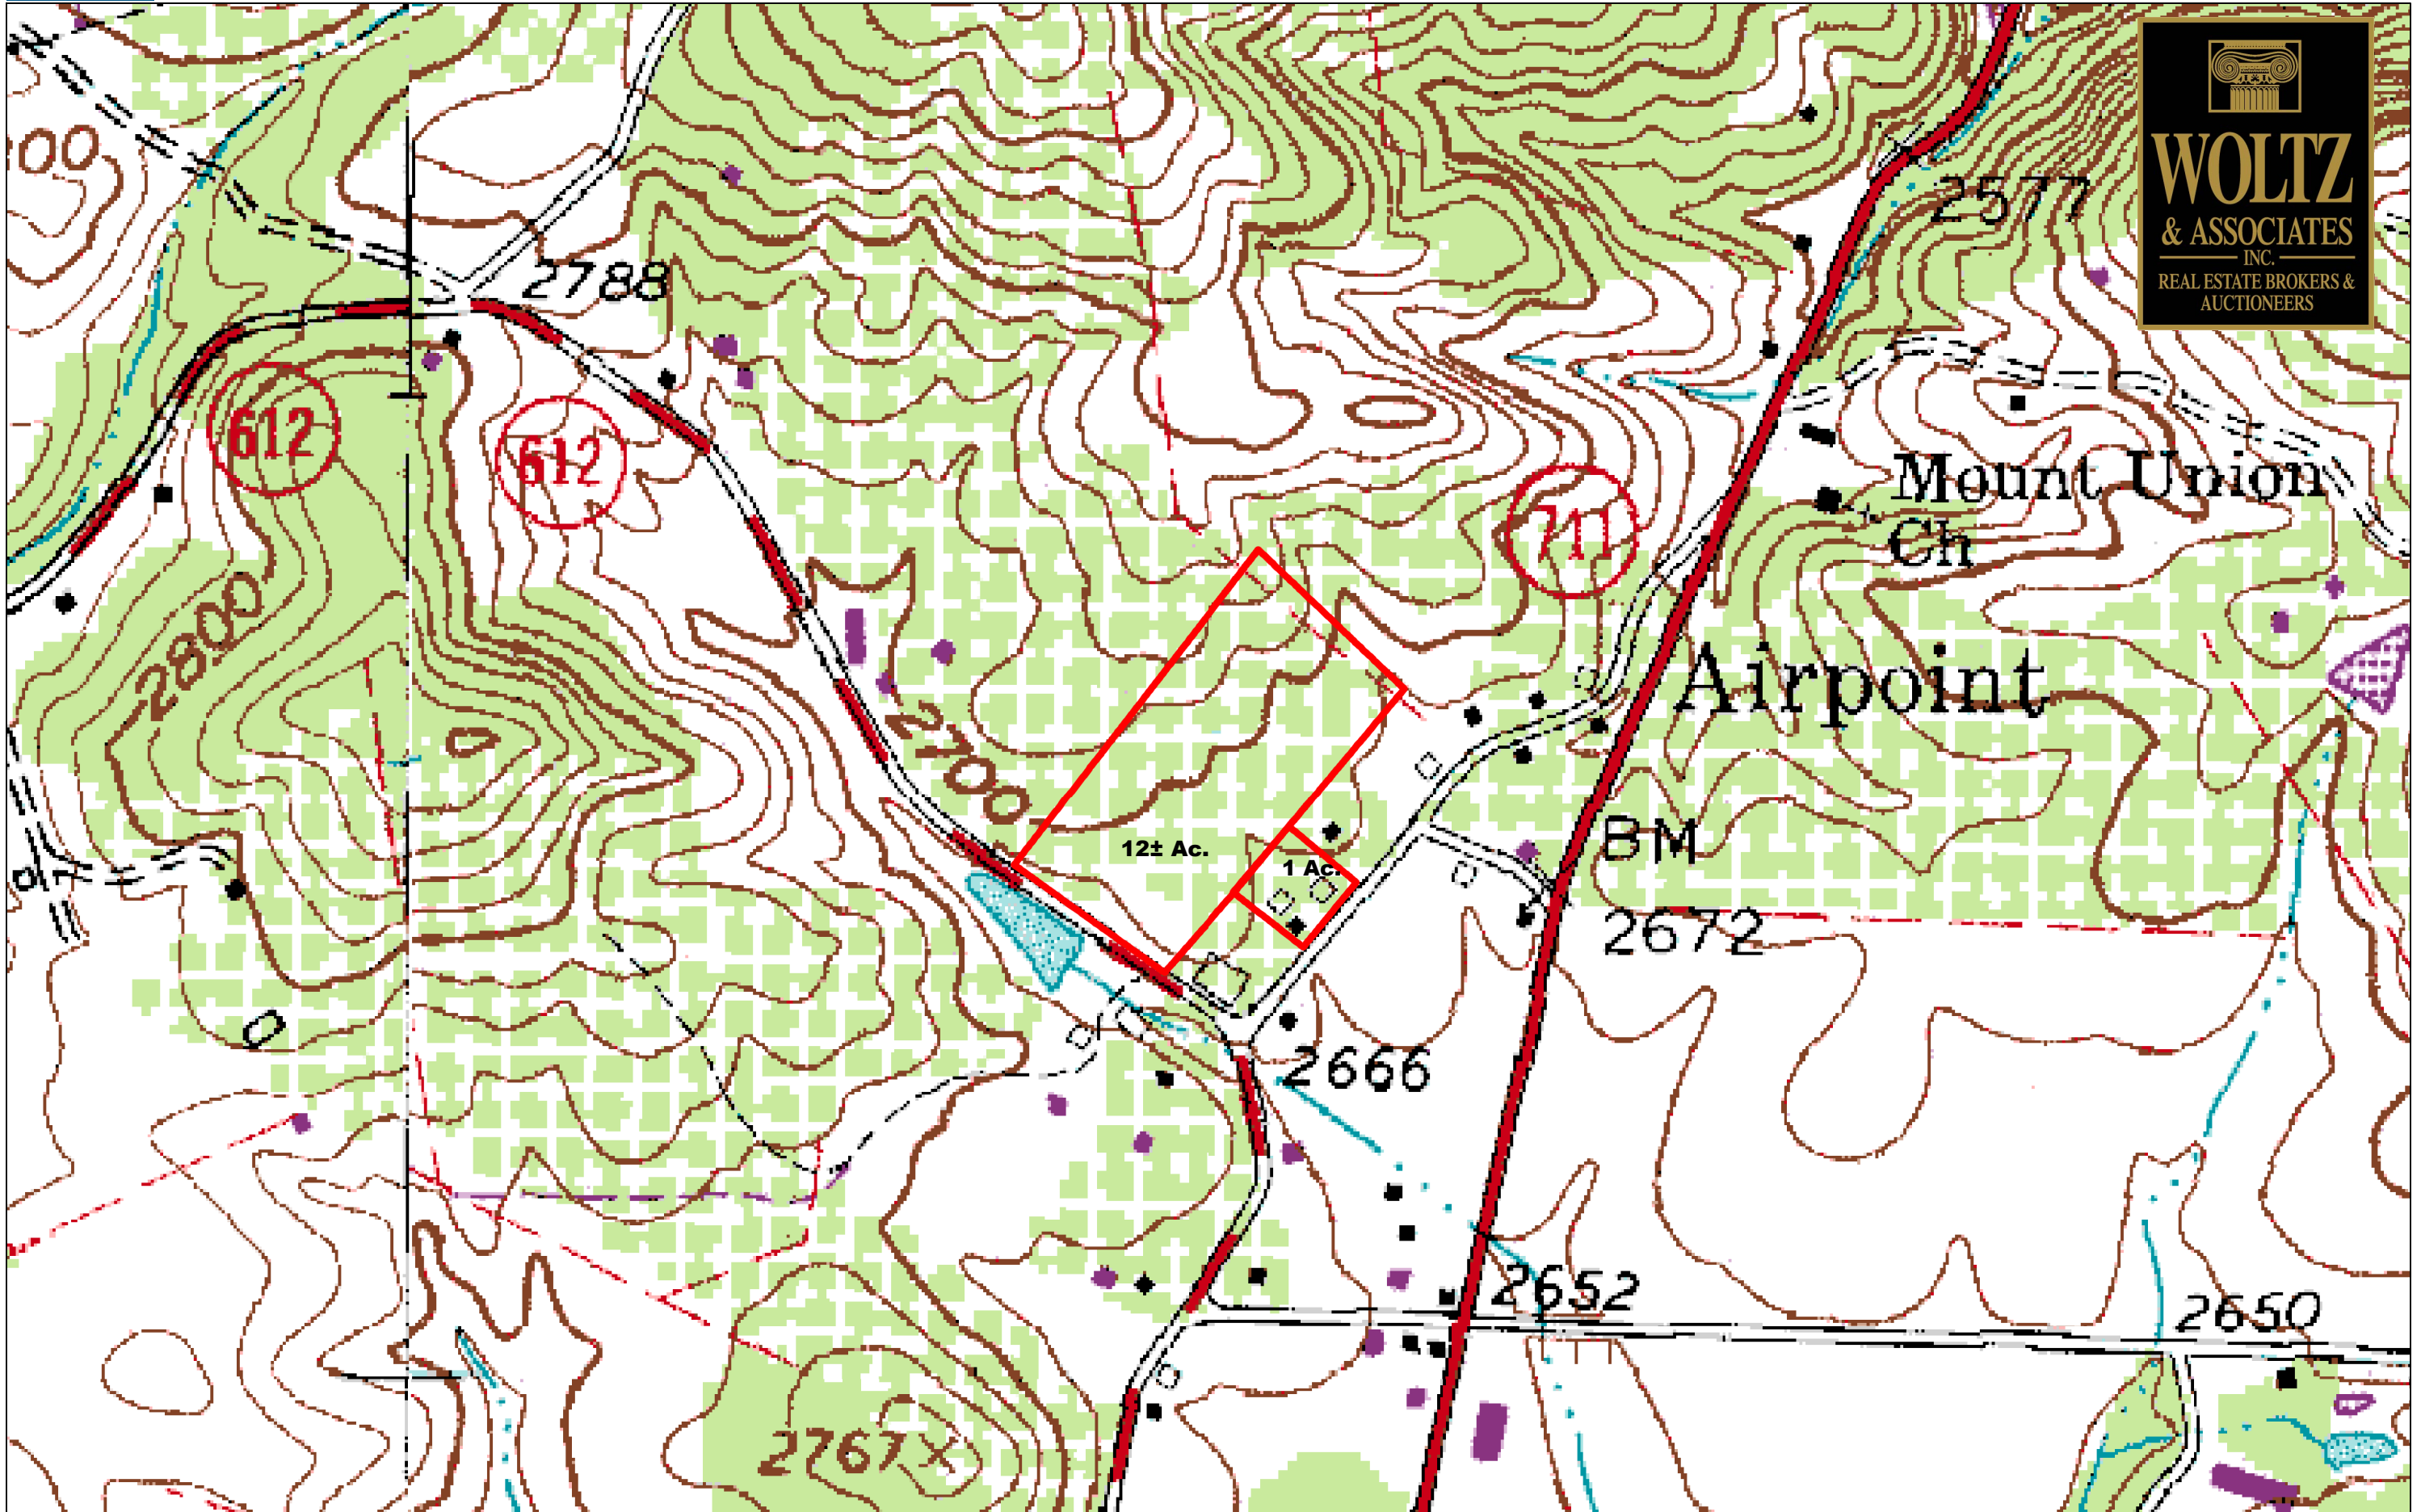 WOLTZ
& ASSOCIATES
INC.
REAL ESTATE BROKERS &
AUCTIONEERS
00
2577
2788
612
612
Mount Union
Ch
711
2800
Airpoint
2700
12± Ac.
1 Ac.
BM
2672
2666
2652
2650
2767